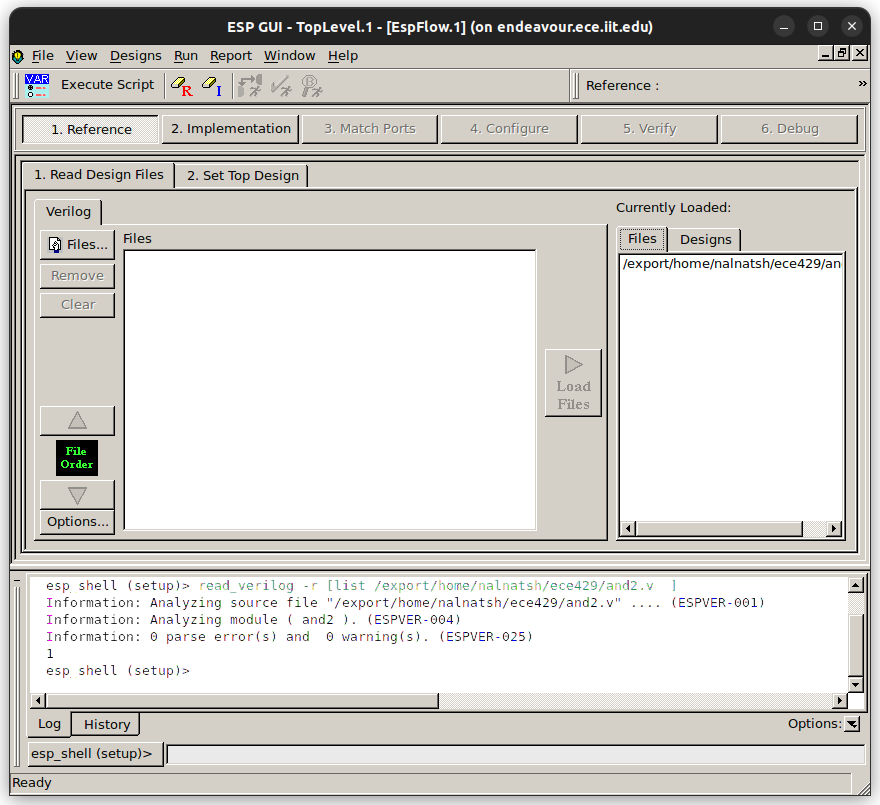 ESP GUI - TopLevel.1 - [EspFlow.1] (on endeavour.ece.iit.edu)
File View Designs Run Report Window Help
VAR Execute Script R I R Reference : »
1. Reference 2. Implementation 3. Match Ports 4. Configure 5. Verify 6. Debug
1. Read Design Files 2. Set Top Design
Verilog
Currently Loaded:
Files...
Files
Files Designs
Remove
/export/home/nalnatsh/ece429/an
Clear
Load
Files
File
Order
Options...
esp_shell (setup)> read_verilog -r [list /export/home/nalnatsh/ece429/and2.v  ]
Information: Analyzing source file "/export/home/nalnatsh/ece429/and2.v" .... (ESPVER-001)
Information: Analyzing module ( and2 ). (ESPVER-004)
Information: 0 parse error(s) and  0 warning(s). (ESPVER-025)
1
esp_shell (setup)>
Log History Options:
esp_shell (setup)>
Ready